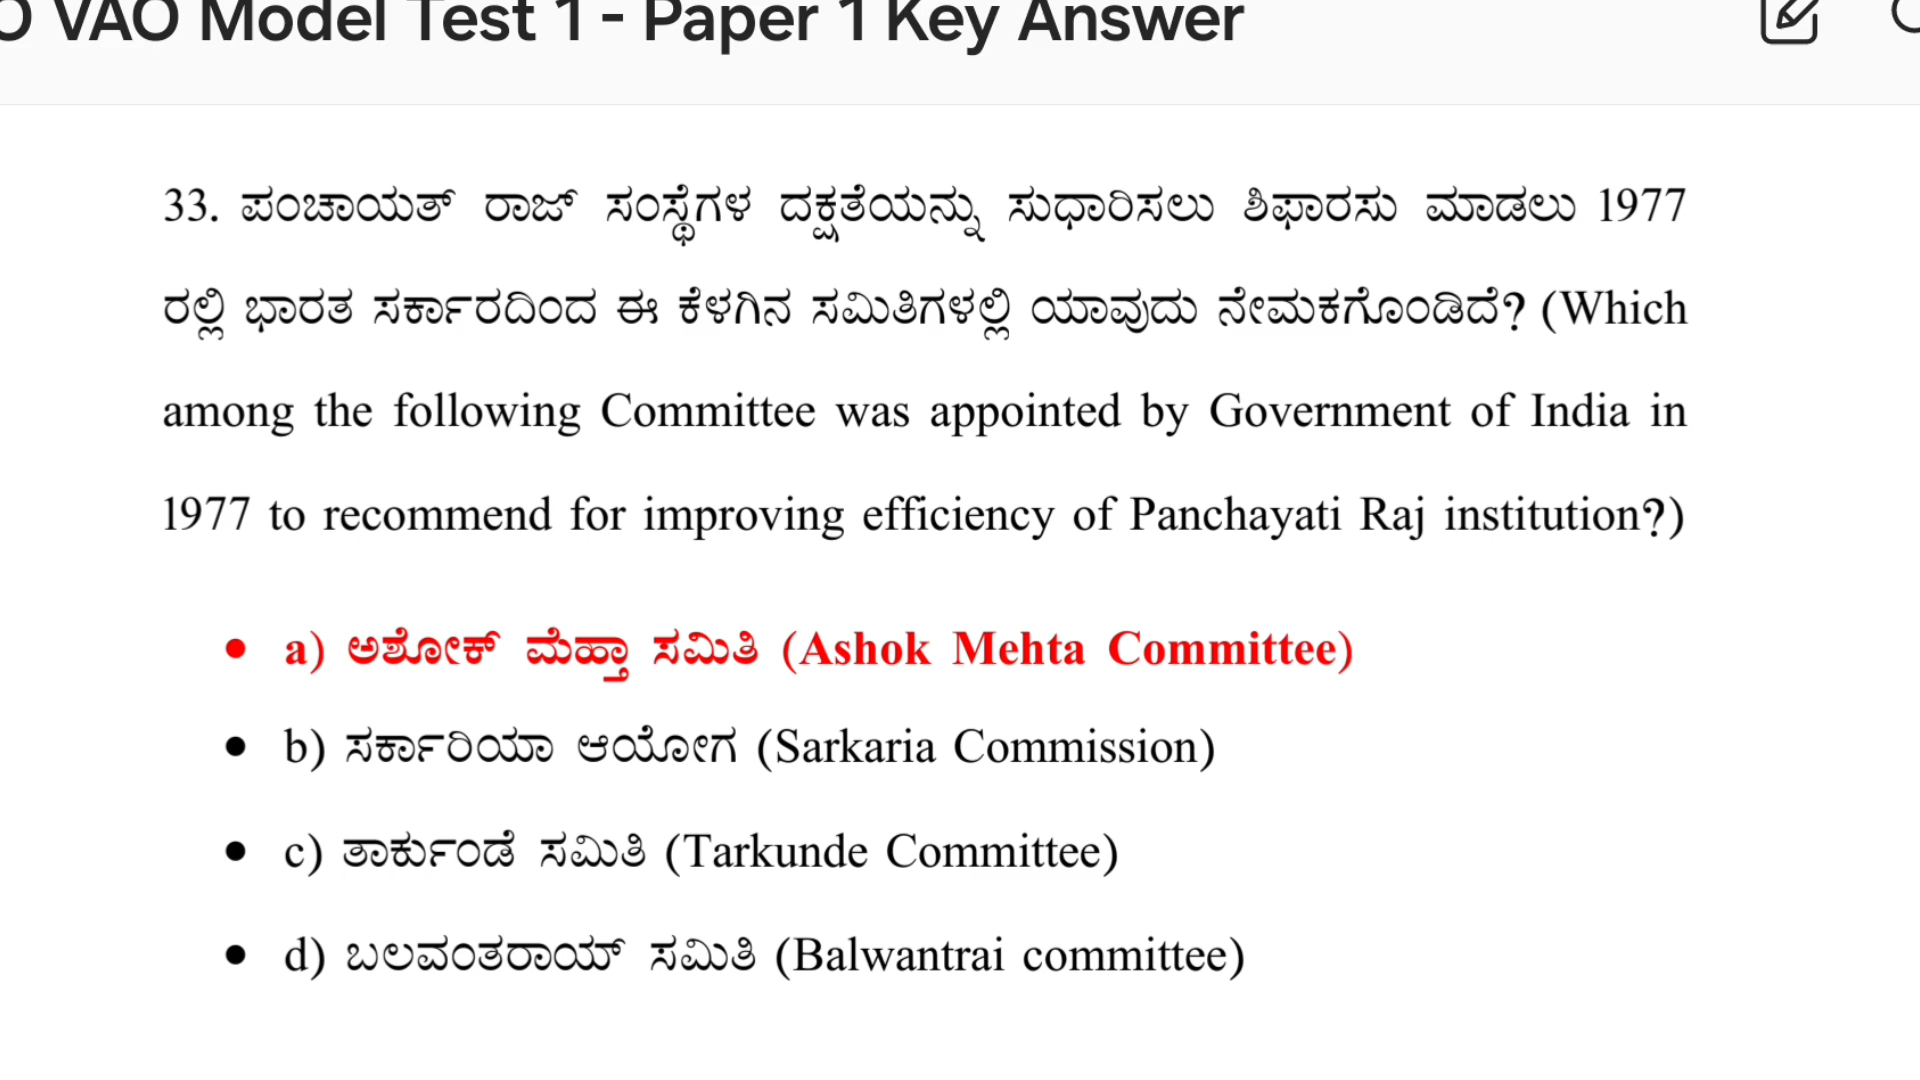 VAO Model Test 1 - Paper 1 Key Answer
33. ಪಂಚಾಯತ್ ರಾಜ್ ಸಂಸ್ಥೆಗಳ ದಕ್ಷತೆಯನ್ನು ಸುಧಾರಿಸಲು ಶಿಫಾರಸು ಮಾಡಲು 1977
ರಲ್ಲಿ ಭಾರತ ಸರ್ಕಾರದಿಂದ ಈ ಕೆಳಗಿನ ಸಮಿತಿಗಳಲ್ಲಿ ಯಾವುದು ನೇಮಕಗೊಂಡಿದೆ? (Which
among the following Committee was appointed by Government of India in
1977 to recommend for improving efficiency of Panchayati Raj institution?)
• a) ಅಶೋಕ್ ಮೆಹ್ತಾ ಸಮಿತಿ (Ashok Mehta Committee)
• b) ಸರ್ಕಾರಿಯಾ ಆಯೋಗ (Sarkaria Commission)
• c) ತಾರ್ಕುಂಡೆ ಸಮಿತಿ (Tarkunde Committee)
• d) ಬಲವಂತರಾಯ್ ಸಮಿತಿ (Balwantrai committee)